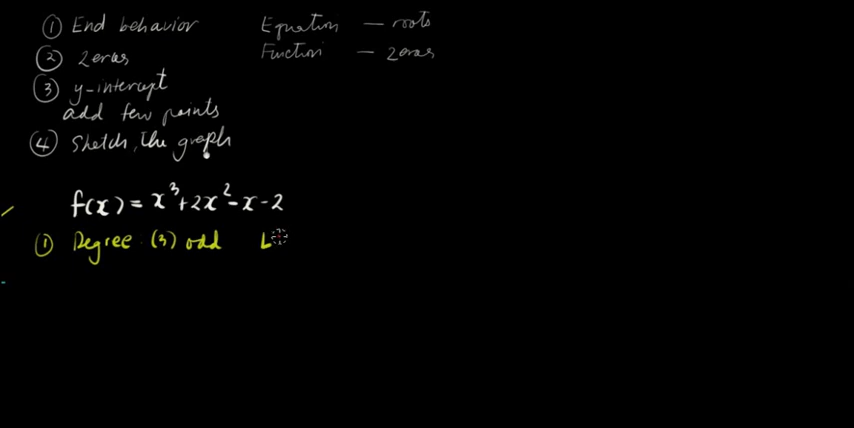 ① End behavior Equation — roots
② Zeros Function — Zeros
③ y-intercept
add few points
④ Sketch, the graph
f(x) = x³+2x²-x-2
① Degree (3) odd L